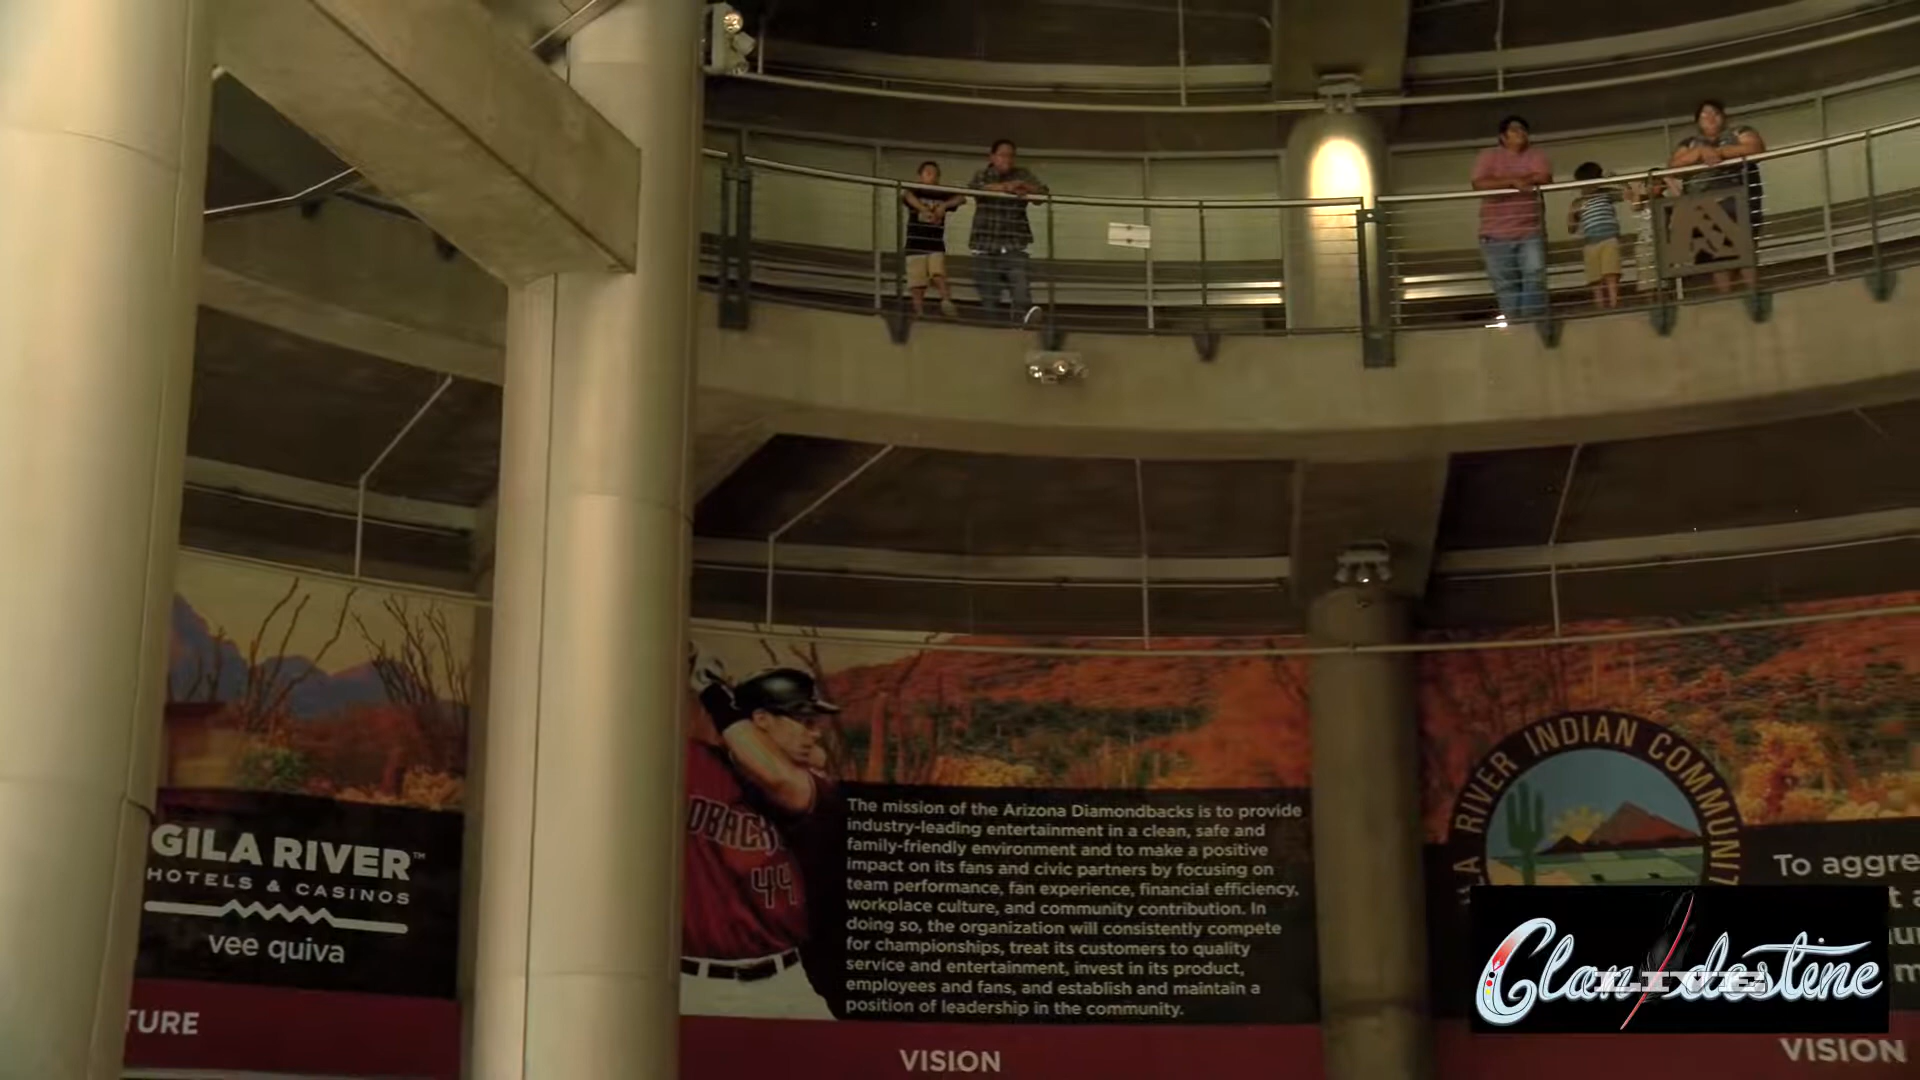 GILA RIVER™
HOTELS & CASINOS
vee quiva
TURE
DBACKS
44
The mission of the Arizona Diamondbacks is to provide
industry-leading entertainment in a clean, safe and
family-friendly environment and to make a positive
impact on its fans and civic partners by focusing on
team performance, fan experience, financial efficiency,
workplace culture, and community contribution. In
doing so, the organization will consistently compete
for championships, treat its customers to quality
service and entertainment, invest in its product,
employees and fans, and establish and maintain a
position of leadership in the community.
VISION
LA RIVER INDIAN COMMUNIT
To aggre
VISION
Clandestine
LIVE